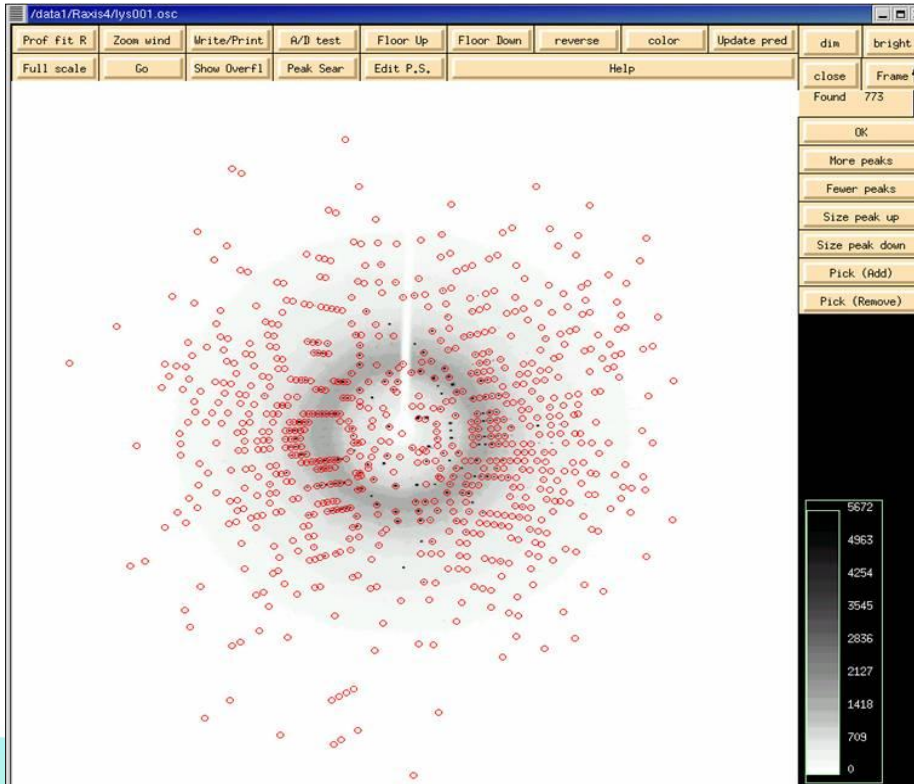 /data1/Raxis4/lys001.osc
Prof fit R Zoom wind Write/Print A/D test Floor Up Floor Down reverse color Update pred dim bright
Full scale Go Show Overfl Peak Sear Edit P.S. Help close Frame
Found 773
OK
More peaks
Fewer peaks
Size peak up
Size peak down
Pick (Add)
Pick (Remove)
5672
4963
4254
3545
2836
2127
1418
709
0